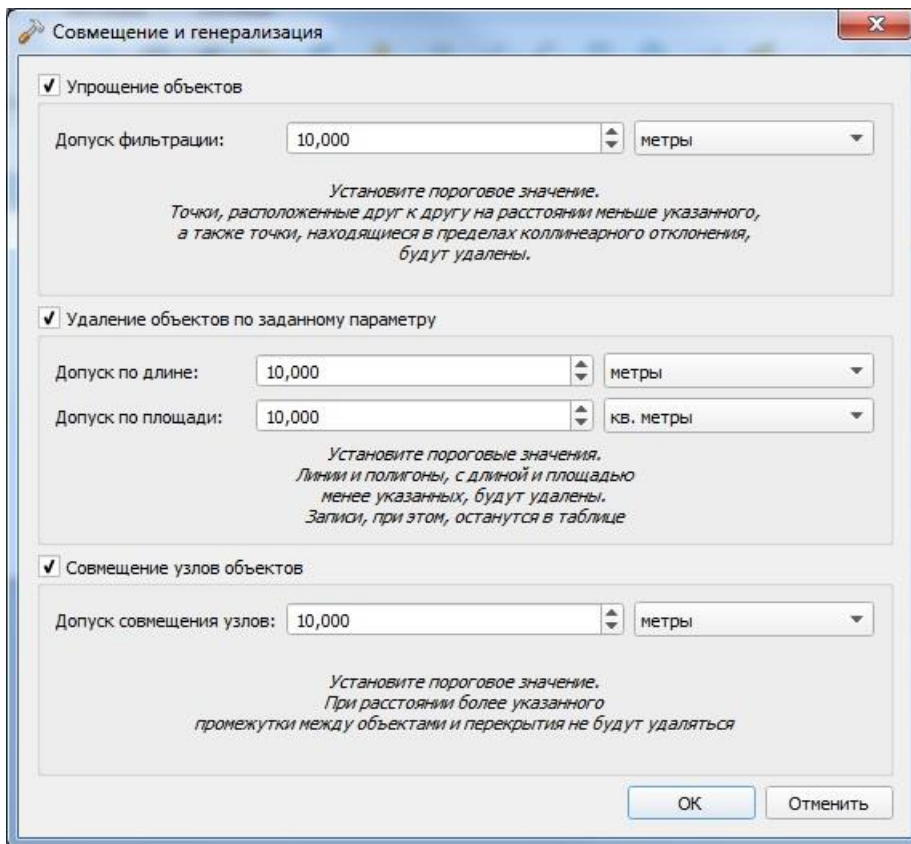 Совмещение и генерализация
Упрощение объектов
Допуск фильтрации: 10,000 метры
Установите пороговое значение.
Точки, расположенные друг к другу на расстоянии меньше указанного,
а также точки, находящиеся в пределах коллинеарного отклонения,
будут удалены.
Удаление объектов по заданному параметру
Допуск по длине: 10,000 метры
Допуск по площади: 10,000 кв. метры
Установите пороговые значения.
Линии и полигоны, с длиной и площадью
менее указанных, будут удалены.
Записи, при этом, останутся в таблице
Совмещение узлов объектов
Допуск совмещения узлов: 10,000 метры
Установите пороговое значение.
При расстоянии более указанного
промежутки между объектами и перекрытия не будут удаляться
ОК Отменить